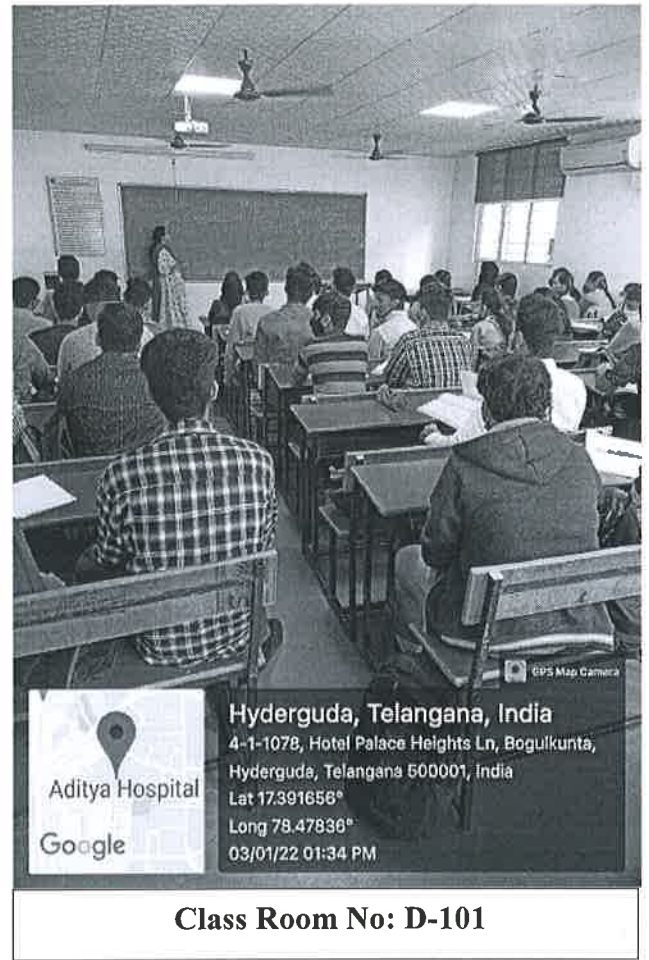 GPS Map Camera
Hyderguda, Telangana, India
4-1-1078, Hotel Palace Heights Ln, Bogulkunta,
Hyderguda, Telangana 500001, India
Lat 17.391656°
Long 78.47836°
03/01/22 01:34 PM
Aditya Hospital
Google
Class Room No: D-101